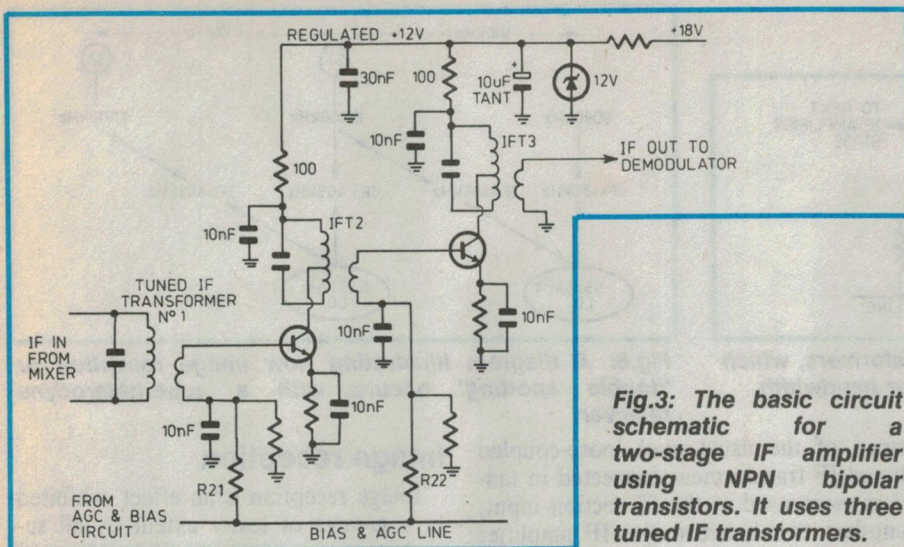 REGULATED +12V
+18V
30nF
100
10uF
TANT
+
12V
10nF
IFT3
IF OUT TO
DEMODULATOR
100
10nF
IFT2
TUNED IF
TRANSFORMER
Nº 1
10nF
10nF
IF IN
FROM
MIXER
10nF
10nF
R21
R22
FROM
AGC & BIAS
CIRCUIT
BIAS & AGC LINE
Fig.3: The basic circuit
schematic for a
two-stage IF amplifier
using NPN bipolar
transistors. It uses three
tuned IF transformers.